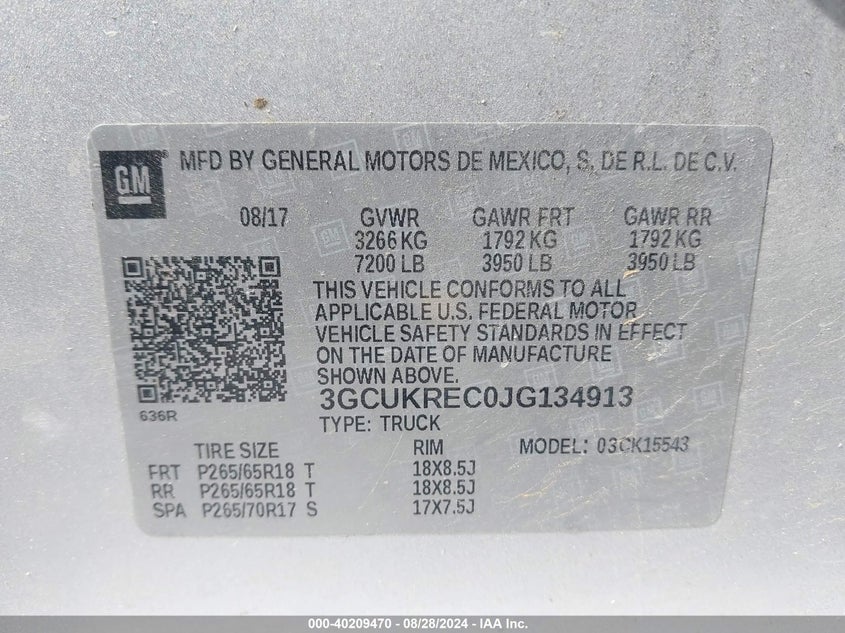 GM ® MFD BY GENERAL MOTORS DE MEXICO, S. DE R.L. DE C.V.
08/17 GVWR GAWR FRT GAWR RR
3266 KG 1792 KG 1792 KG
7200 LB 3950 LB 3950 LB
THIS VEHICLE CONFORMS TO ALL
APPLICABLE U.S. FEDERAL MOTOR
VEHICLE SAFETY STANDARDS IN EFFECT
ON THE DATE OF MANUFACTURE
SHOWN ABOVE.
3GCUKREC0JG134913
636R
TYPE: TRUCK
TIRE SIZE RIM MODEL: 03CK15543
FRT P265/65R18 T 18X8.5J
RR P265/65R18 T 18X8.5J
SPA P265/70R17 S 17X7.5J
000-40209470 - 08/28/2024 - IAA Inc.